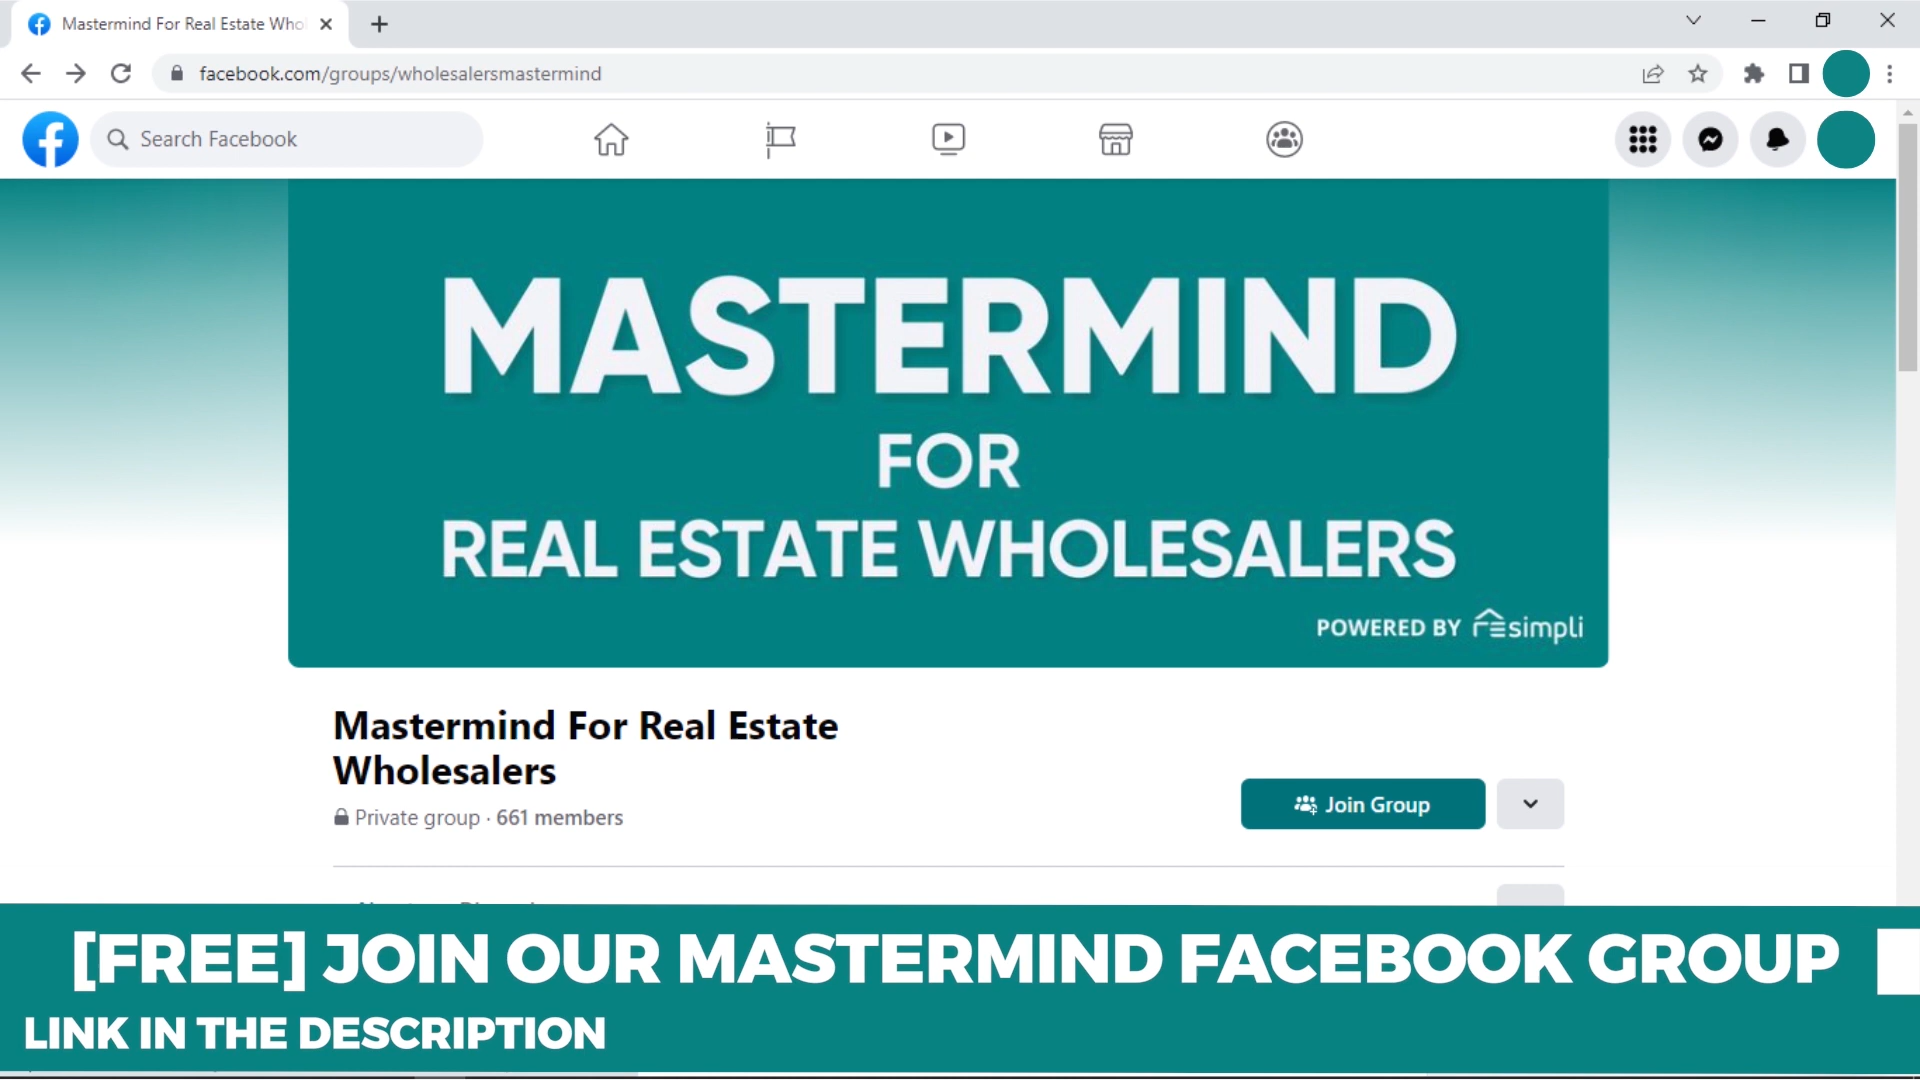 Mastermind For Real Estate Who
facebook.com/groups/wholesalersmastermind
Search Facebook
MASTERMIND
FOR
REAL ESTATE WHOLESALERS
POWERED BY REsimpli
Mastermind For Real Estate
Wholesalers
Private group · 661 members
Join Group
[FREE] JOIN OUR MASTERMIND FACEBOOK GROUP
LINK IN THE DESCRIPTION